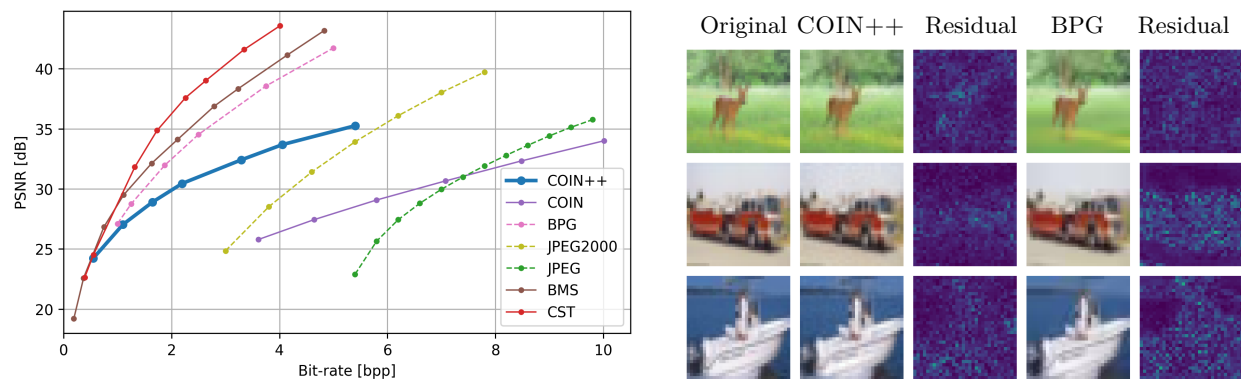 Original COIN++ Residual BPG Residual
40
35
30
25
20
PSNR [dB]
0 2 4 6 8 10
Bit-rate [bpp]
COIN++
COIN
BPG
JPEG2000
JPEG
BMS
CST